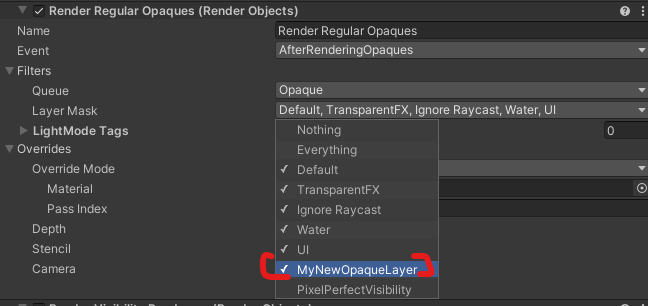 Render Regular Opaques (Render Objects)
Name Render Regular Opaques
Event AfterRenderingOpaques
Filters
Queue Opaque
Layer Mask Default, TransparentFX, Ignore Raycast, Water, UI
LightMode Tags 0
Overrides
Override Mode
Material
Pass Index
Depth
Stencil
Camera
Nothing
Everything
✓ Default
✓ TransparentFX
✓ Ignore Raycast
✓ Water
✓ UI
✓ MyNewOpaqueLayer
PixelPerfectVisibility